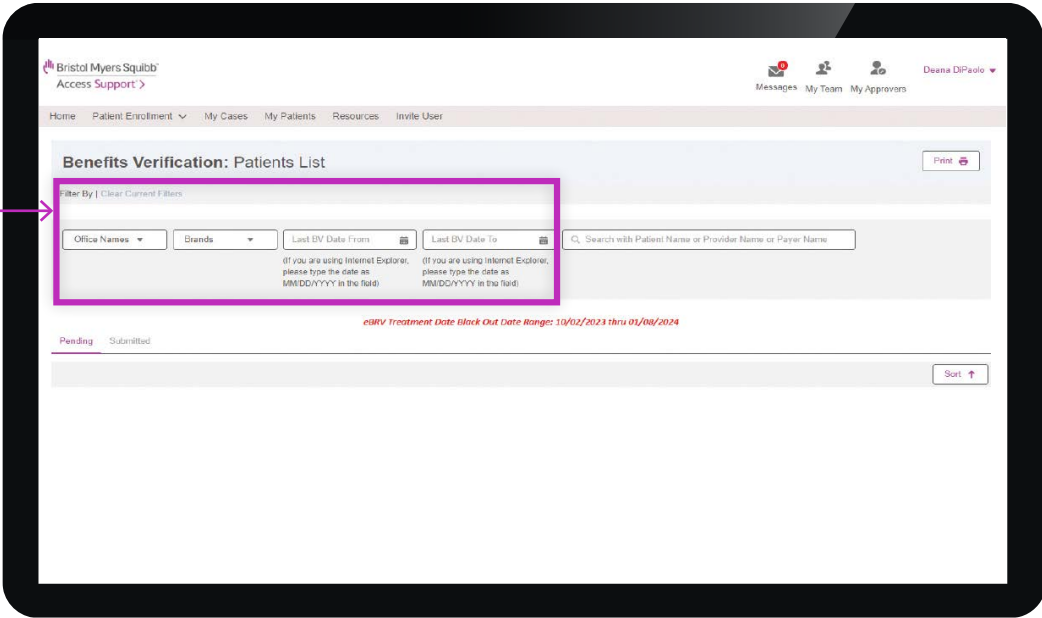 Bristol Myers Squibb™
Access Support®
0
Messages My Team My Approvers
Deana DiPaolo
Home Patient Enrollment My Cases My Patients Resources Invite User
Benefits Verification: Patients List
Print
Filter By | Clear Current Filters
Office Names Brands Last BV Date From Last BV Date To Search with Patient Name or Provider Name or Payer Name
(If you are using Internet Explorer, (If you are using Internet Explorer,
please type the date as please type the date as
MM/DD/YYYY in the field) MM/DD/YYYY in the field)
eBRV Treatment Date Black Out Date Range: 10/02/2023 thru 01/08/2024
Pending Submitted
Sort